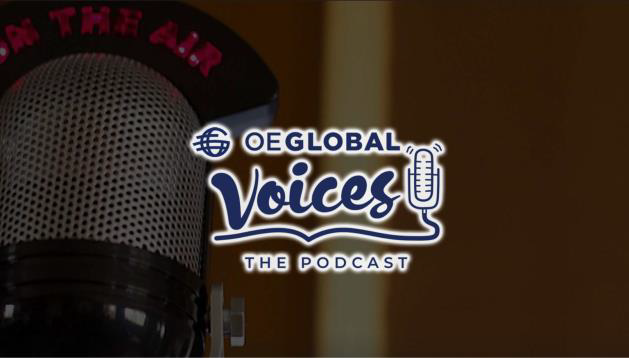 ON THE AIR
OEGLOBAL
Voices
THE PODCAST